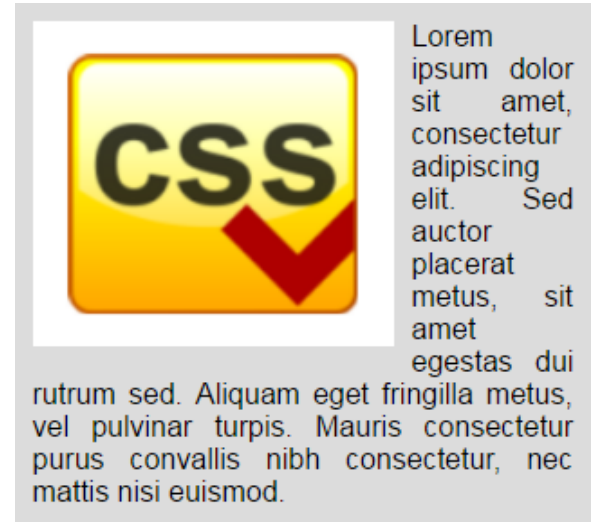 css
Lorem
ipsum dolor
sit amet,
consectetur
adipiscing
elit. Sed
auctor
placerat
metus, sit
amet
egestas dui
rutrum sed. Aliquam eget fringilla metus,
vel pulvinar turpis. Mauris consectetur
purus convallis nibh consectetur, nec
mattis nisi euismod.